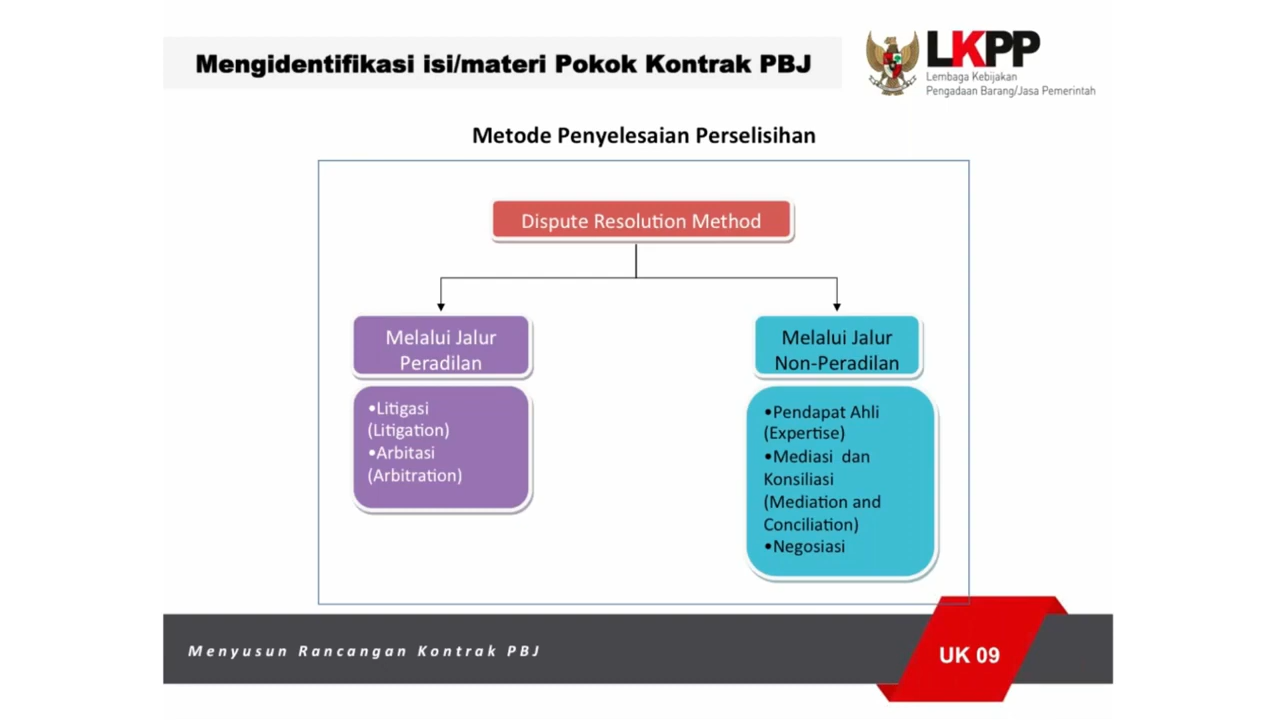 Mengidentifikasi isi/materi Pokok Kontrak PBJ
LKPP
Lembaga Kebijakan
Pengadaan Barang/Jasa Pemerintah
Metode Penyelesaian Perselisihan
Dispute Resolution Method
Melalui Jalur
Peradilan
•Litigasi
(Litigation)
•Arbitasi
(Arbitration)
Melalui Jalur
Non-Peradilan
•Pendapat Ahli
(Expertise)
•Mediasi dan
Konsiliasi
(Mediation and
Conciliation)
•Negosiasi
Menyusun Rancangan Kontrak PBJ
UK 09